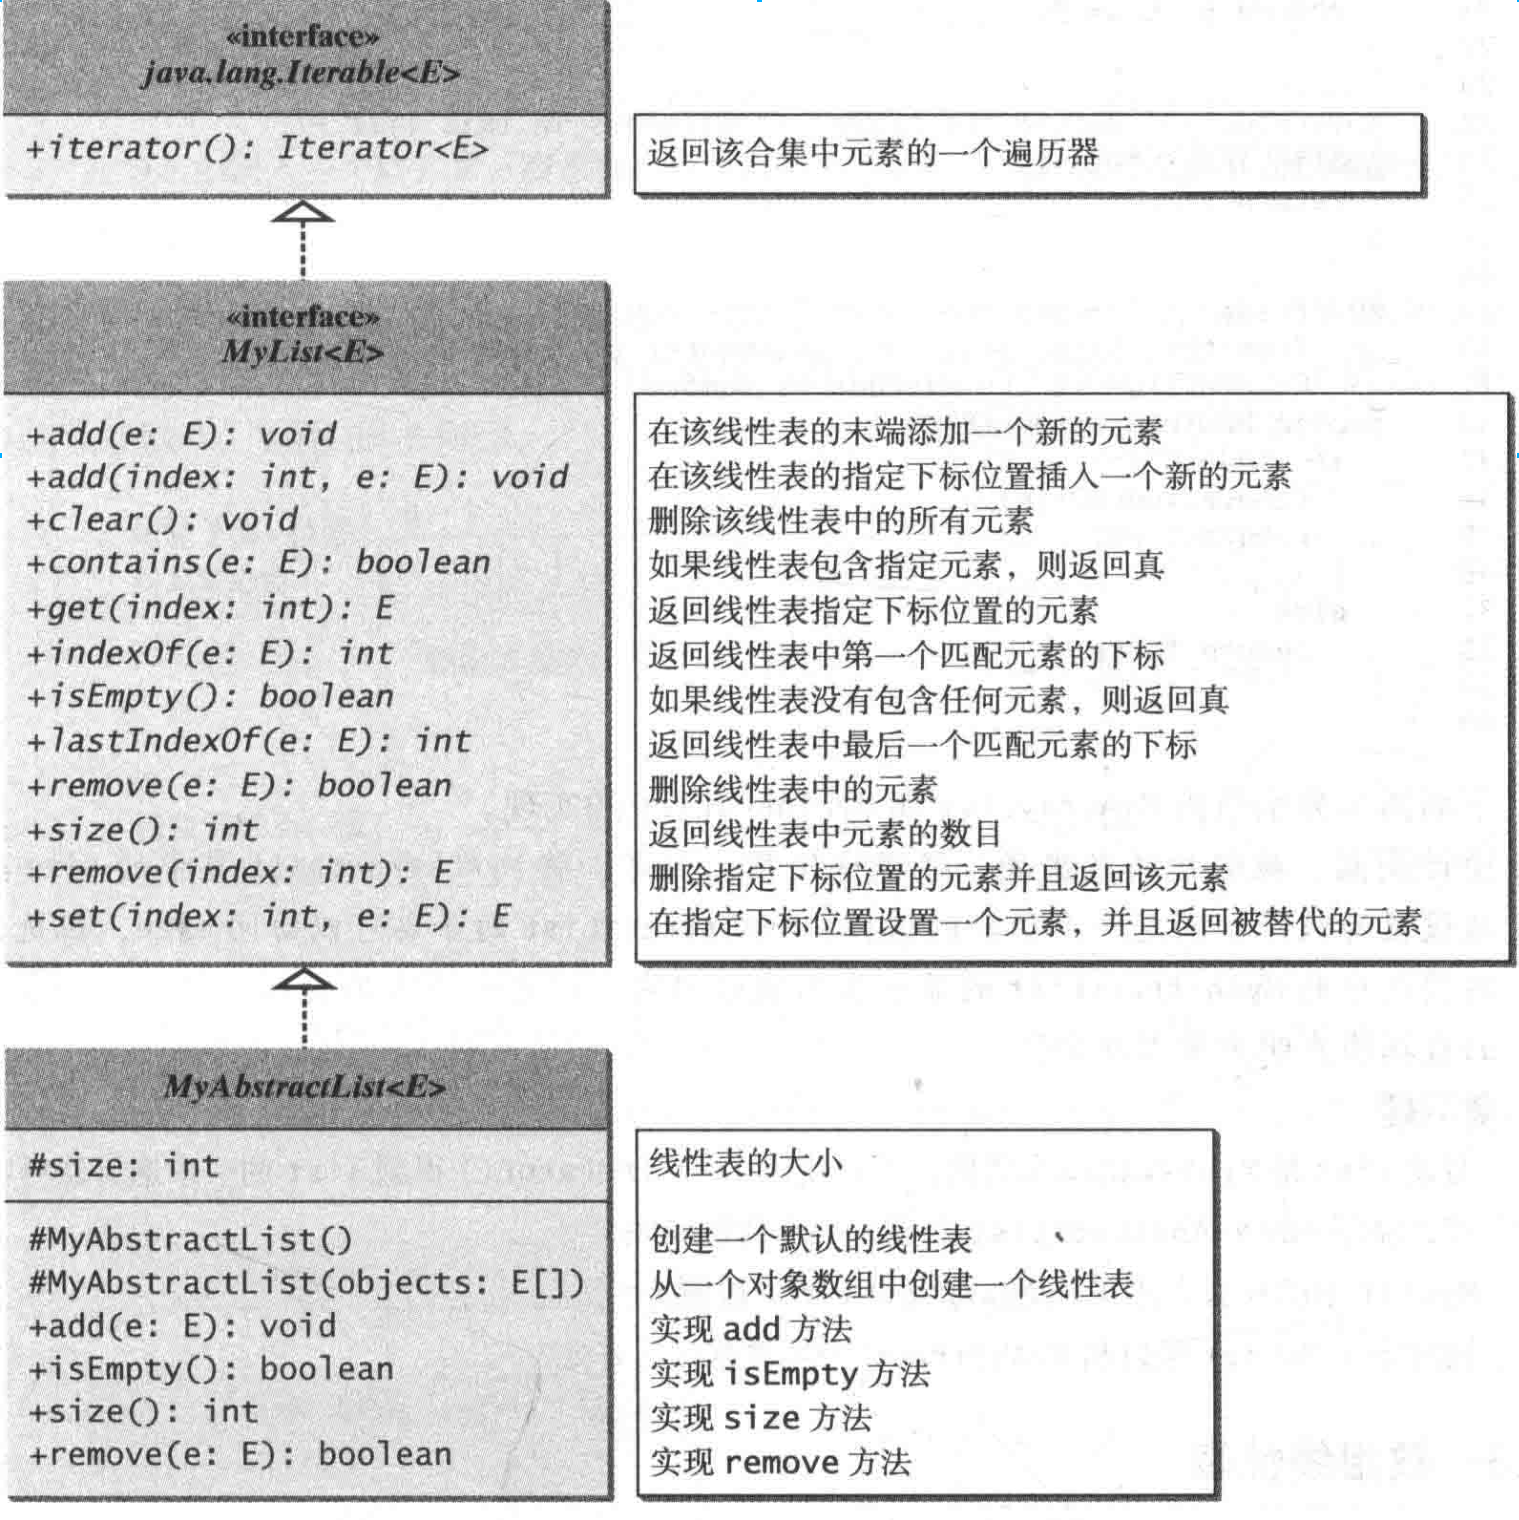 «interface»
java.lang.Iterable<E>
+iterator(): Iterator<E>
返回该合集中元素的一个遍历器
«interface»
MyList<E>
+add(e: E): void
在该线性表的末端添加一个新的元素
+add(index: int, e: E): void
在该线性表的指定下标位置插入一个新的元素
+clear(): void
删除该线性表中的所有元素
+contains(e: E): boolean
如果线性表包含指定元素，则返回真
+get(index: int): E
返回线性表指定下标位置的元素
+indexOf(e: E): int
返回线性表中第一个匹配元素的下标
+isEmpty(): boolean
如果线性表没有包含任何元素，则返回真
+lastIndexOf(e: E): int
返回线性表中最后一个匹配元素的下标
+remove(e: E): boolean
删除线性表中的元素
+size(): int
返回线性表中元素的数目
+remove(index: int): E
删除指定下标位置的元素并且返回该元素
+set(index: int, e: E): E
在指定下标位置设置一个元素，并且返回被替代的元素
MyAbstractList<E>
#size: int
线性表的大小
#MyAbstractList()
创建一个默认的线性表
#MyAbstractList(objects: E[])
从一个对象数组中创建一个线性表
+add(e: E): void
实现 add 方法
+isEmpty(): boolean
实现 isEmpty 方法
+size(): int
实现 size 方法
+remove(e: E): boolean
实现 remove 方法